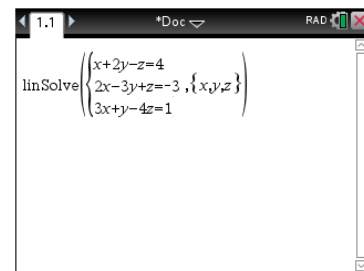 1.1 *Doc RAD
x+2y−z=4
linSolve( 2x−3y+z=−3 ,{x,y,z})
3x+y−4z=1